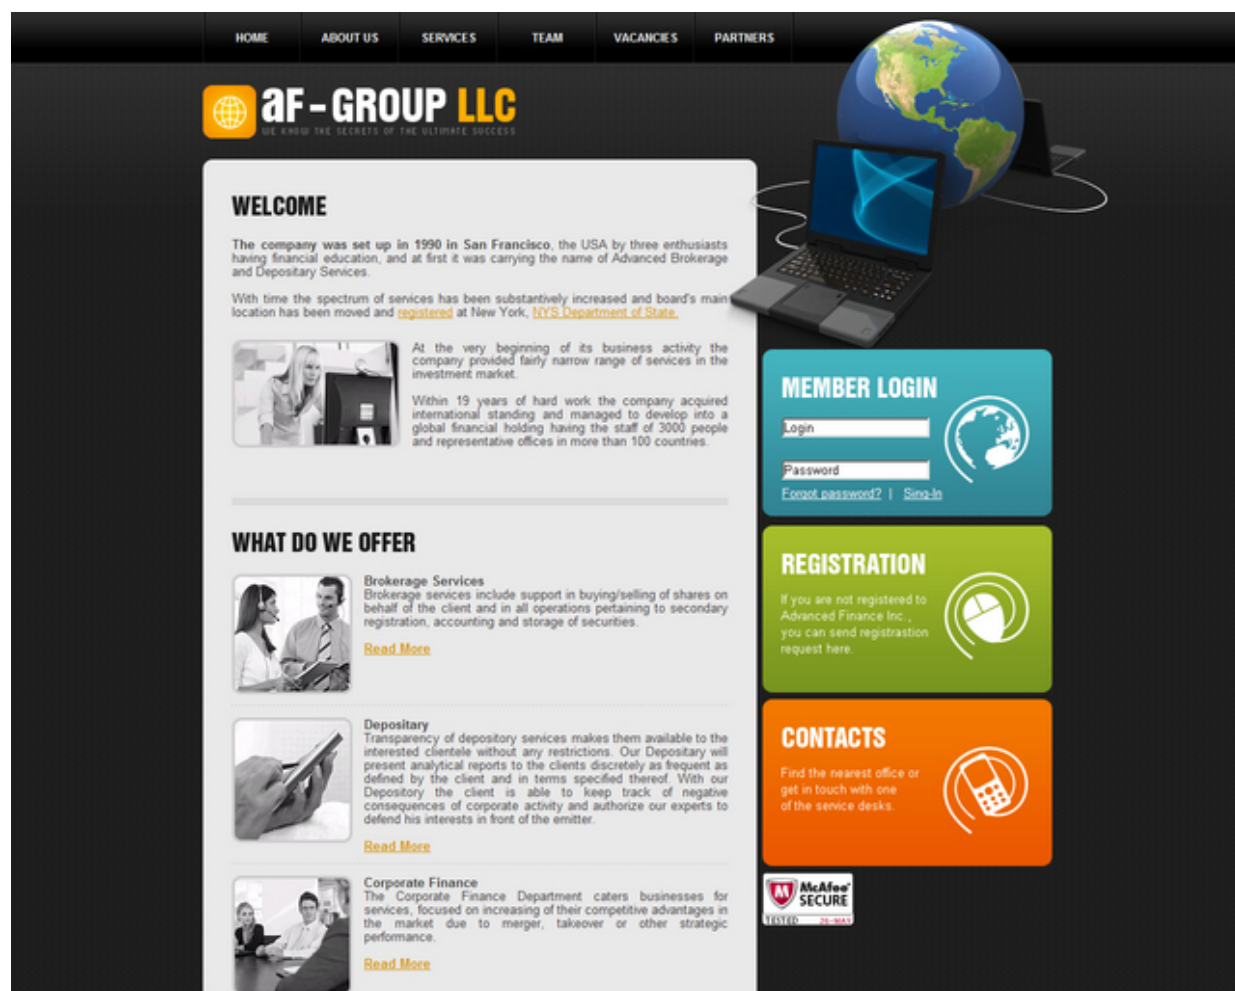 HOME ABOUT US SERVICES TEAM VACANCIES PARTNERS
aF-GROUP LLC
WE KNOW THE SECRETS OF THE ULTIMATE SUCCESS
WELCOME
The company was set up in 1990 in San Francisco, the USA by three enthusiasts
having financial education, and at first it was carrying the name of Advanced Brokerage
and Depositary Services.
With time the spectrum of services has been substantively increased and board's main
location has been moved and registered at New York, NYS Department of State.
At the very beginning of its business activity the
company provided fairly narrow range of services in the
investment market.
Within 19 years of hard work the company acquired
international standing and managed to develop into a
global financial holding having the staff of 3000 people
and representative offices in more than 100 countries.
WHAT DO WE OFFER
Brokerage Services
Brokerage services include support in buying/selling of shares on
behalf of the client and in all operations pertaining to secondary
registration, accounting and storage of securities.
Read More
Depositary
Transparency of depository services makes them available to the
interested clientele without any restrictions. Our Depositary will
present analytical reports to the clients discretely as frequent as
defined by the client and in terms specified thereof. With our
Depository the client is able to keep track of negative
consequences of corporate activity and authorize our experts to
defend his interests in front of the emitter.
Read More
Corporate Finance
The Corporate Finance Department caters businesses for
services, focused on increasing of their competitive advantages in
the market due to merger, takeover or other strategic
performance.
Read More
MEMBER LOGIN
Login
Password
Forgot password? | Sing-In
REGISTRATION
If you are not registered to
Advanced Finance Inc.,
you can send registrastion
request here.
CONTACTS
Find the nearest office or
get in touch with one
of the service desks.
McAfee
SECURE
TESTED 26-MAY